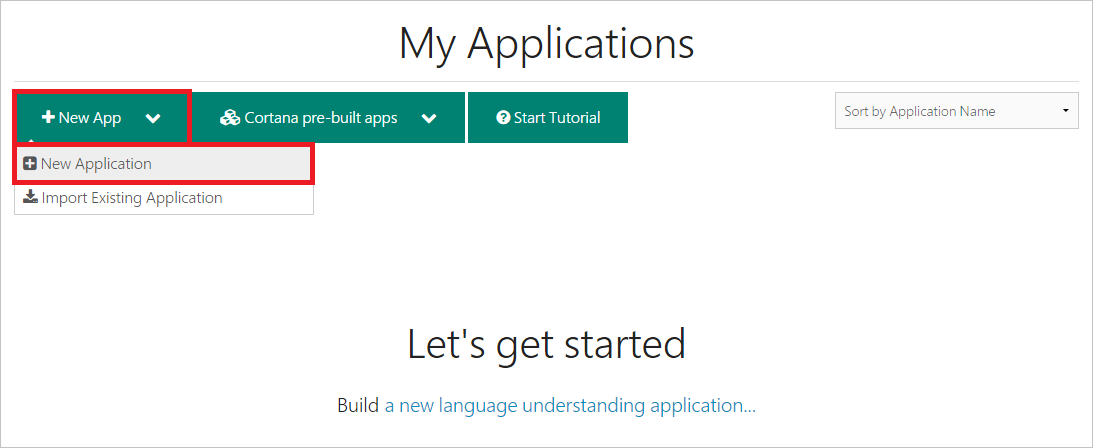 My Applications
New App
Cortana pre-built apps
Start Tutorial
Sort by Application Name
New Application
Import Existing Application
Let's get started
Build a new language understanding application...